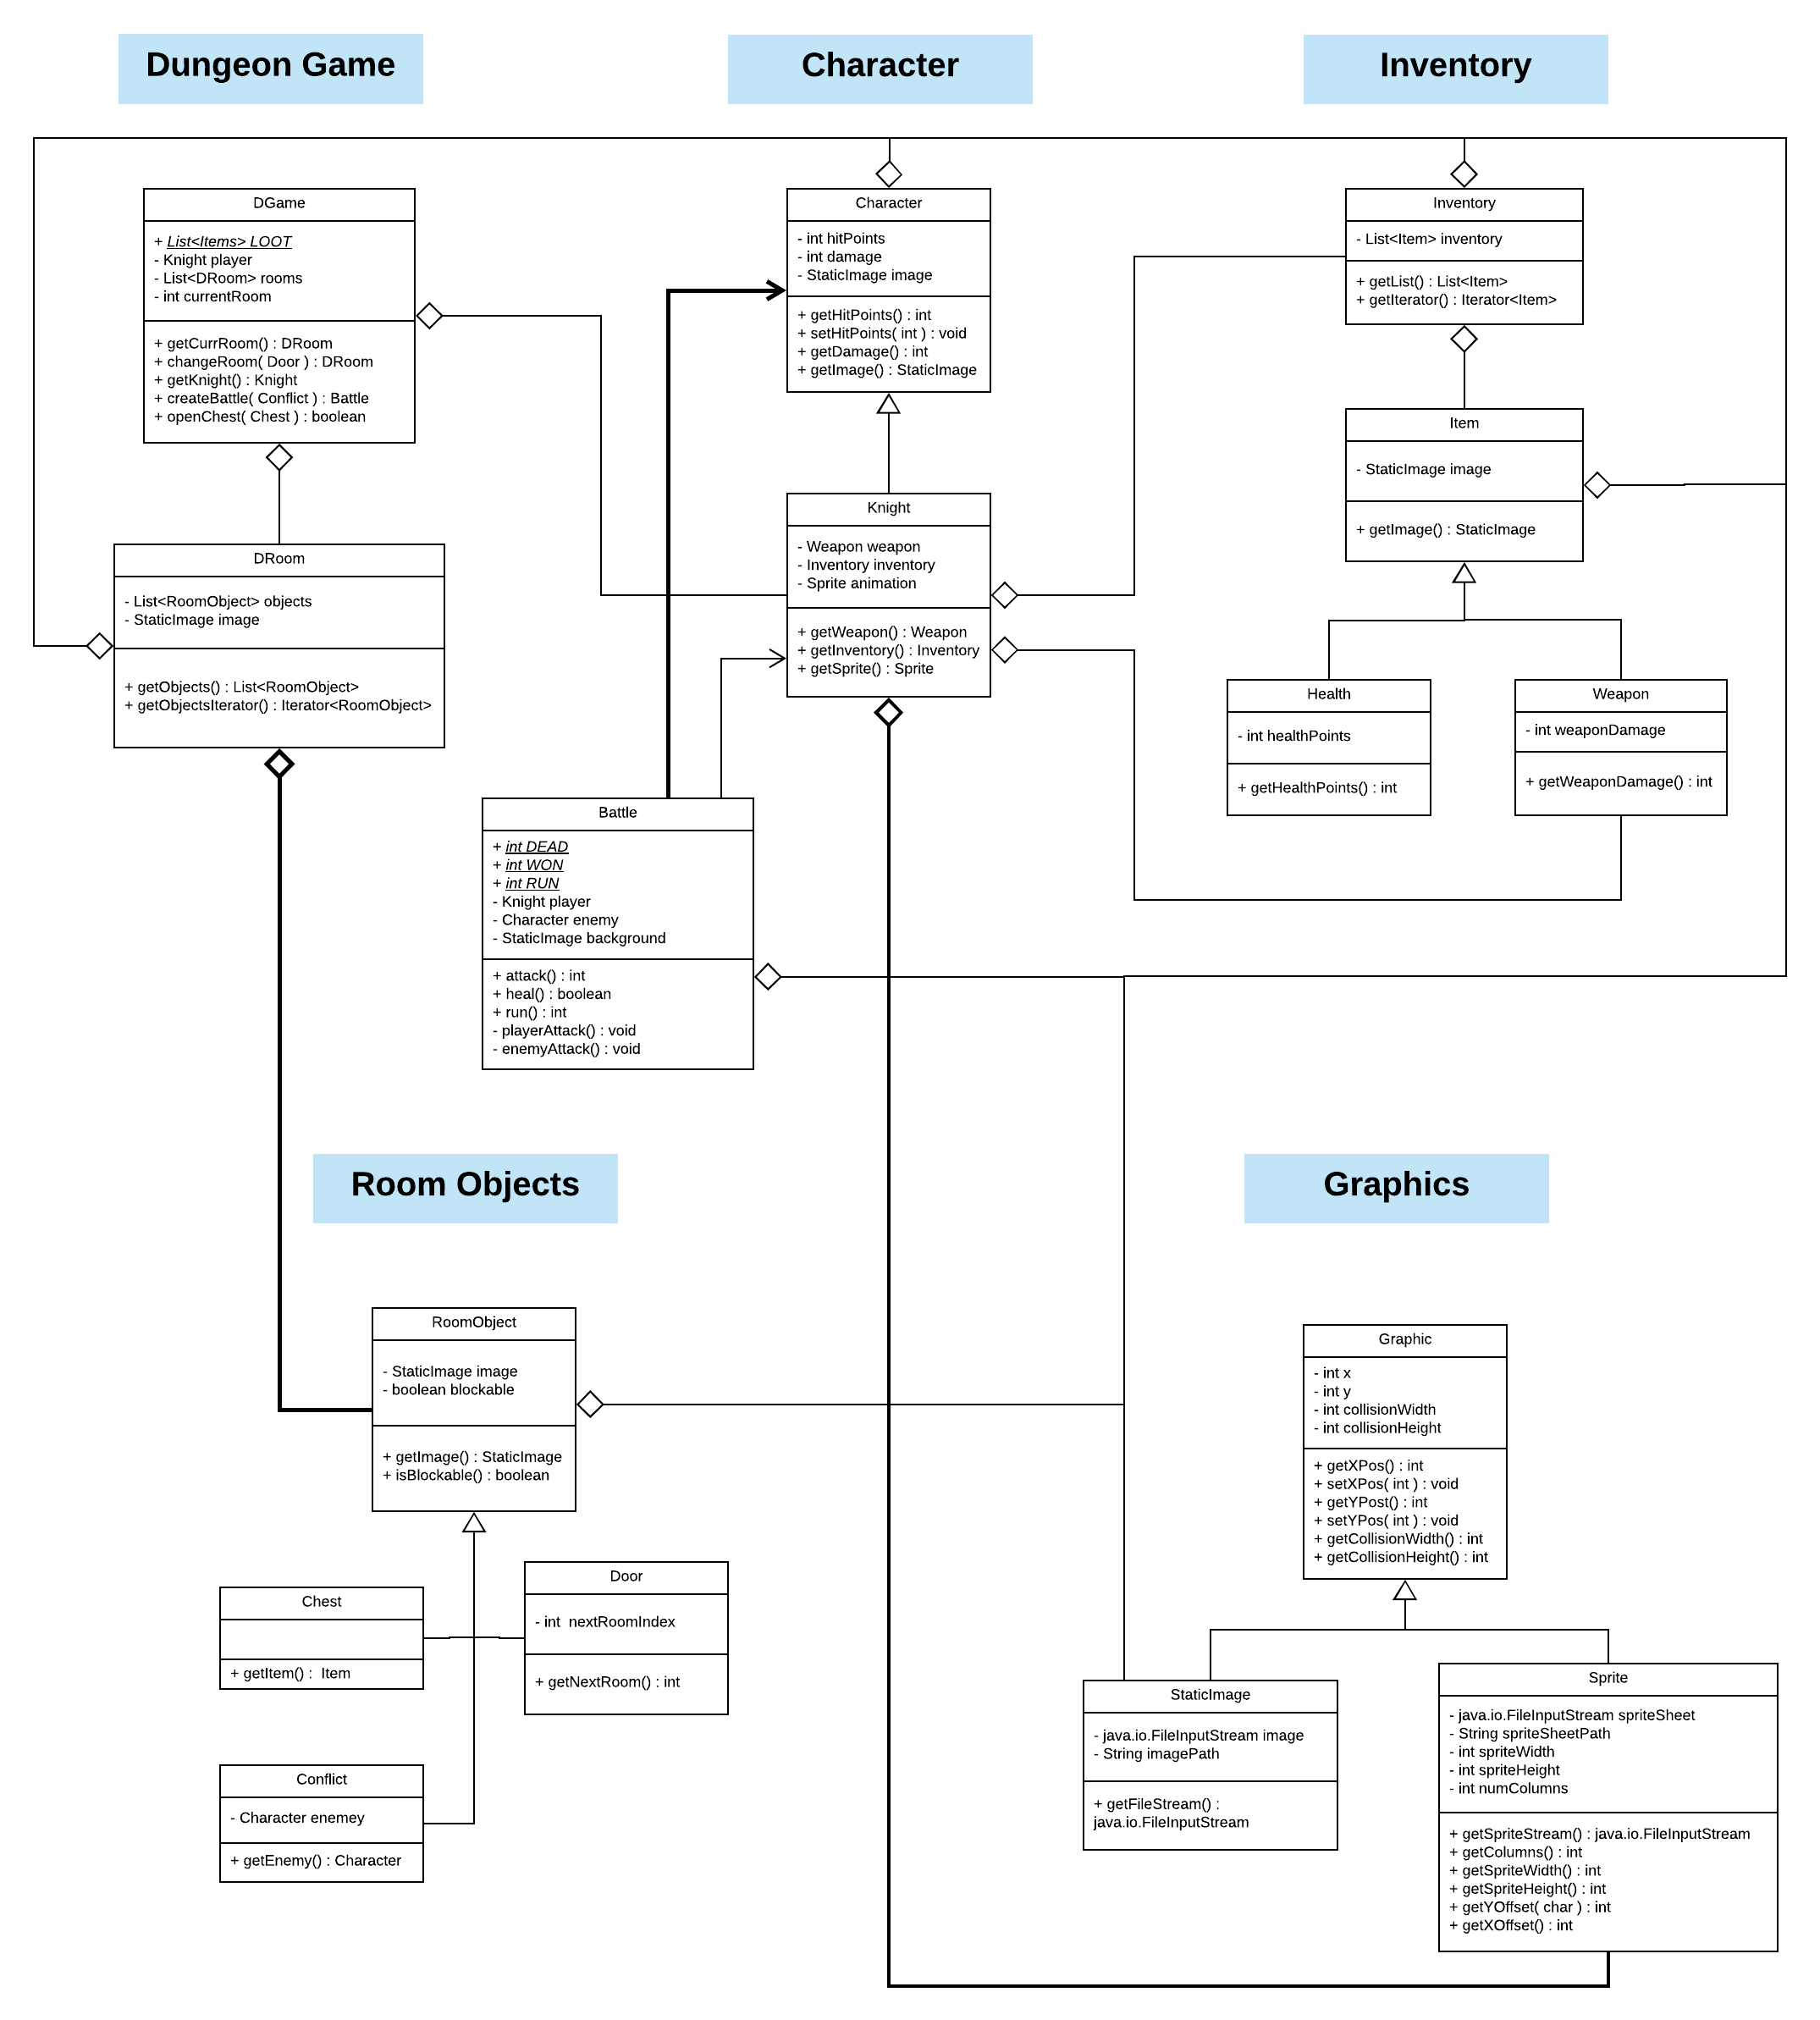 Dungeon Game
Character
Inventory
DGame
+ List<Items> LOOT
- Knight player
- List<DRoom> rooms
- int currentRoom
+ getCurrRoom() : DRoom
+ changeRoom( Door ) : DRoom
+ getKnight() : Knight
+ createBattle( Conflict ) : Battle
+ openChest( Chest ) : boolean
Character
- int hitPoints
- int damage
- StaticImage image
+ getHitPoints() : int
+ setHitPoints( int ) : void
+ getDamage() : int
+ getImage() : StaticImage
Inventory
- List<Item> inventory
+ getList() : List<Item>
+ getIterator() : Iterator<Item>
Item
- StaticImage image
+ getImage() : StaticImage
DRoom
- List<RoomObject> objects
- StaticImage image
+ getObjects() : List<RoomObject>
+ getObjectsIterator() : Iterator<RoomObject>
Knight
- Weapon weapon
- Inventory inventory
- Sprite animation
+ getWeapon() : Weapon
+ getInventory() : Inventory
+ getSprite() : Sprite
Health
- int healthPoints
+ getHealthPoints() : int
Weapon
- int weaponDamage
+ getWeaponDamage() : int
Battle
+ int DEAD
+ int WON
+ int RUN
- Knight player
- Character enemy
- StaticImage background
+ attack() : int
+ heal() : boolean
+ run() : int
- playerAttack() : void
- enemyAttack() : void
Room Objects
Graphics
RoomObject
- StaticImage image
- boolean blockable
+ getImage() : StaticImage
+ isBlockable() : boolean
Graphic
- int x
- int y
- int collisionWidth
- int collisionHeight
+ getXPos() : int
+ setXPos( int ) : void
+ getYPost() : int
+ setYPos( int ) : void
+ getCollisionWidth() : int
+ getCollisionHeight() : int
Chest
+ getItem() :  Item
Door
- int  nextRoomIndex
+ getNextRoom() : int
Conflict
- Character enemey
+ getEnemy() : Character
StaticImage
- java.io.FileInputStream image
- String imagePath
+ getFileStream() :
java.io.FileInputStream
Sprite
- java.io.FileInputStream spriteSheet
- String spriteSheetPath
- int spriteWidth
- int spriteHeight
- int numColumns
+ getSpriteStream() : java.io.FileInputStream
+ getColumns() : int
+ getSpriteWidth() : int
+ getSpriteHeight() : int
+ getYOffset( char ) : int
+ getXOffset() : int